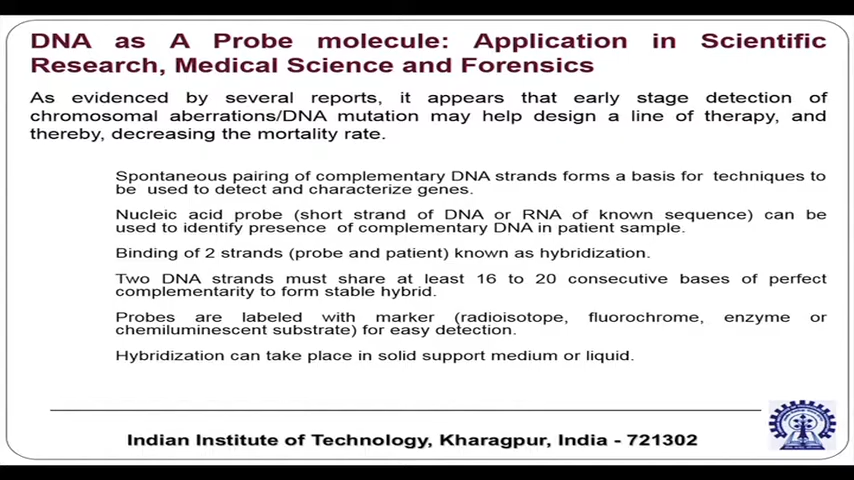 DNA as A Probe molecule: Application in Scientific
Research, Medical Science and Forensics
As evidenced by several reports, it appears that early stage detection of
chromosomal aberrations/DNA mutation may help design a line of therapy, and
thereby, decreasing the mortality rate.
Spontaneous pairing of complementary DNA strands forms a basis for techniques to
be used to detect and characterize genes.
Nucleic acid probe (short strand of DNA or RNA of known sequence) can be
used to identify presence of complementary DNA in patient sample.
Binding of 2 strands (probe and patient) known as hybridization.
Two DNA strands must share at least 16 to 20 consecutive bases of perfect
complementarity to form stable hybrid.
Probes are labeled with marker (radioisotope, fluorochrome, enzyme or
chemiluminescent substrate) for easy detection.
Hybridization can take place in solid support medium or liquid.
Indian Institute of Technology, Kharagpur, India - 721302